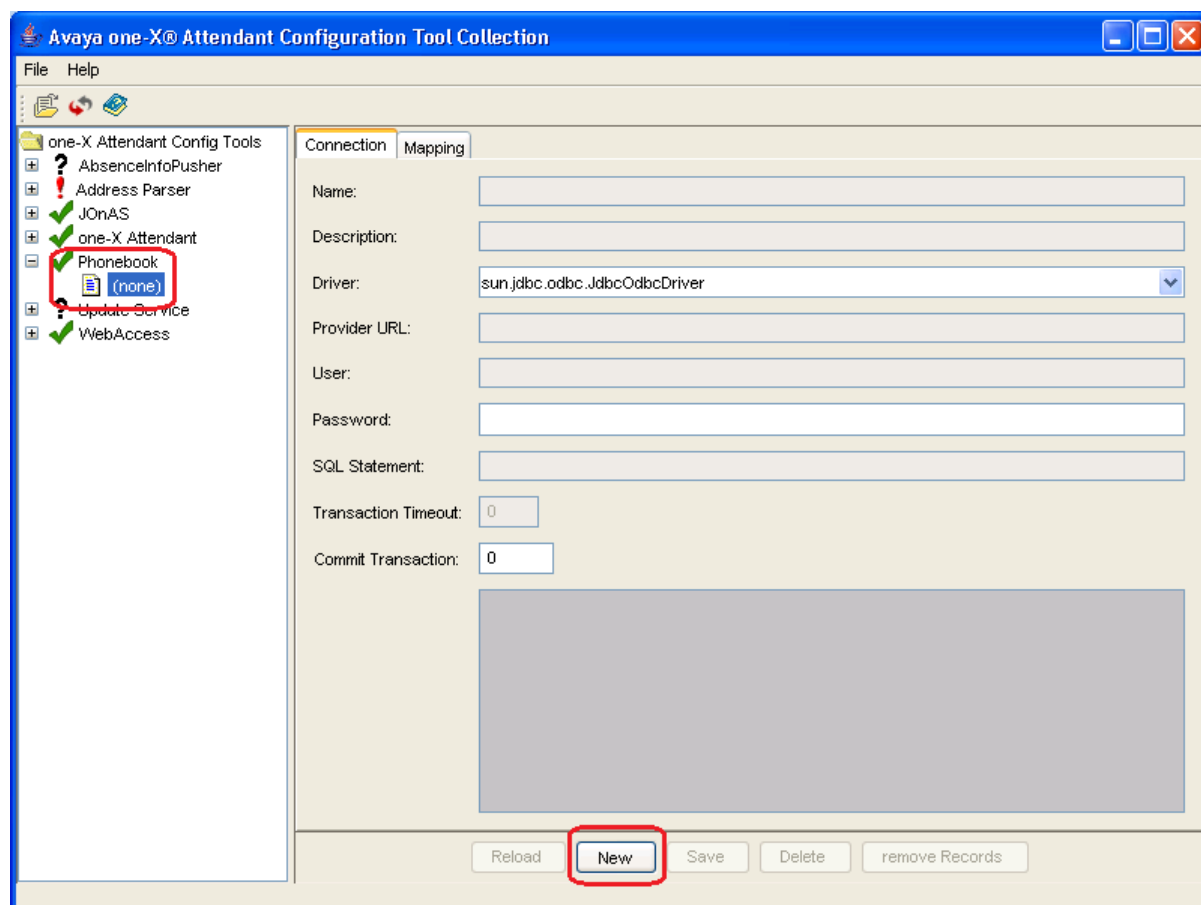 Avaya one-X® Attendant Configuration Tool Collection
File Help
one-X Attendant Config Tools
AbsenceInfoPusher
Address Parser
JOnAS
one-X Attendant
Phonebook
(none)
Update Service
WebAccess
Connection Mapping
Name:
Description:
Driver: sun.jdbc.odbc.JdbcOdbcDriver
Provider URL:
User:
Password:
SQL Statement:
Transaction Timeout: 0
Commit Transaction: 0
Reload New Save Delete remove Records